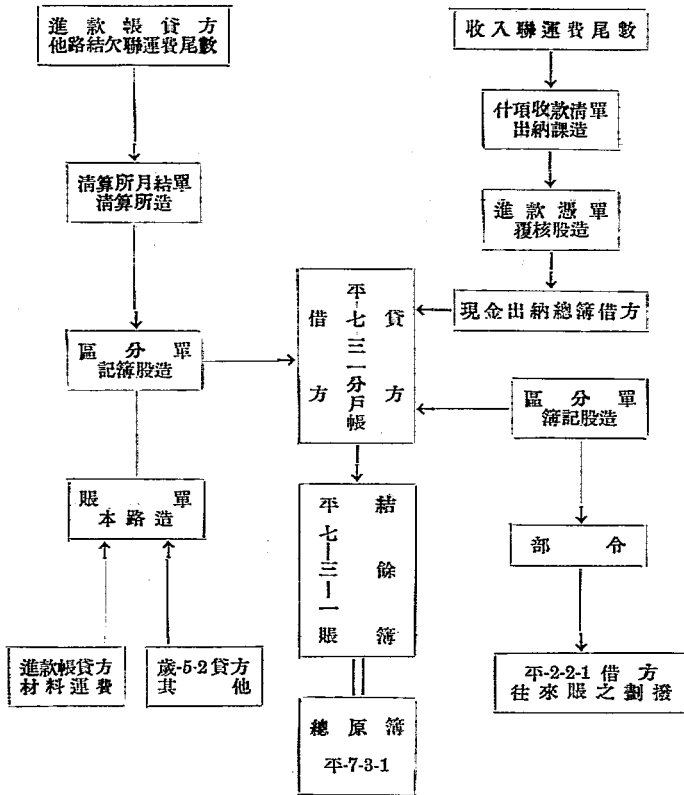 進款帳貸方
他路結欠聯運費尾數
清算所月結單
清算所造
區分單
記簿股造
賬單
本路造
進款帳貸方
材料運費
歲-5-2貸方
其他
借方
平-七-三-一分戶帳
貸方
平七-三-一賬
結餘簿
總原簿
平-7-3-1
收入聯運費尾數
什項收款清單
出納課造
進款憑單
覆核股造
現金出納總簿借方
區分單
簿記股造
部令
平-2-2-1借方
往來賬之劃撥